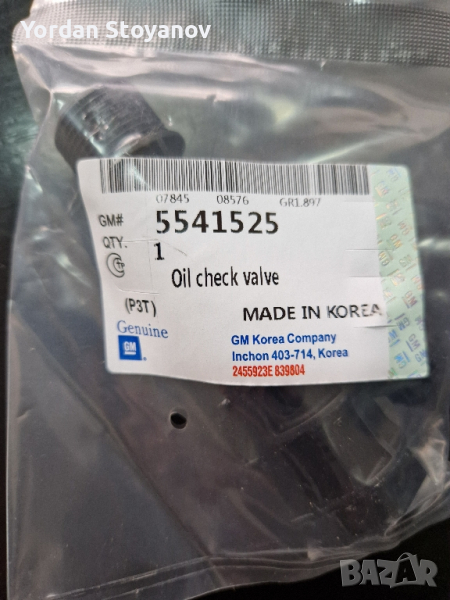 Yordan Stoyanov
07845 08576 GR1.897
GM# 5541525
QTY. 1
Oil check valve
(P3T) MADE IN KOREA
Genuine
GM
GM Korea Company
Inchon 403-714, Korea
2455923E 839804
BAZAR